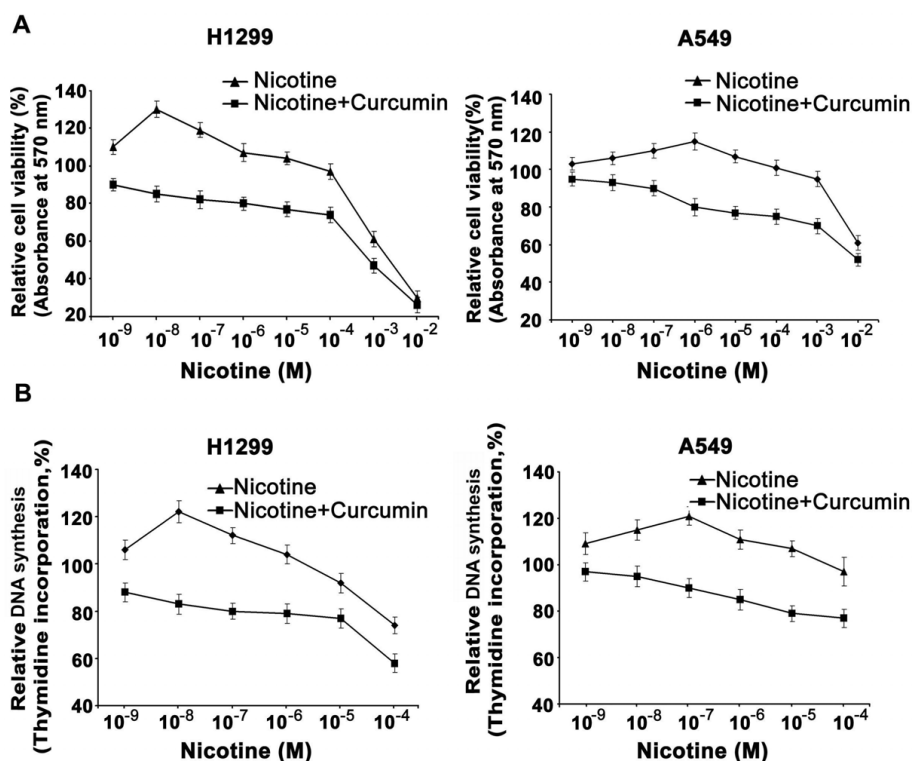 A
H1299
Nicotine
Nicotine+Curcumin
Relative cell viability (%)
(Absorbance at 570 nm)
140
120
100
80
60
40
20
10-9 10-8 10-7 10-6 10-5 10-4 10-3 10-2
Nicotine (M)
A549
Nicotine
Nicotine+Curcumin
Relative cell viability(%)
(Absorbance at 570 nm)
140
120
100
80
60
40
20
10-9 10-8 10-7 10-6 10-5 10-4 10-3 10-2
Nicotine (M)
B
H1299
Nicotine
Nicotine+Curcumin
Relative DNA synthesis
(Thymidine incorporation,%)
140
120
100
80
60
40
10-9 10-8 10-7 10-6 10-5 10-4
Nicotine (M)
A549
Nicotine
Nicotine+Curcumin
Relative DNA synthesis
(Thymidine incorporation,%)
140
120
100
80
60
40
10-9 10-8 10-7 10-6 10-5 10-4
Nicotine (M)